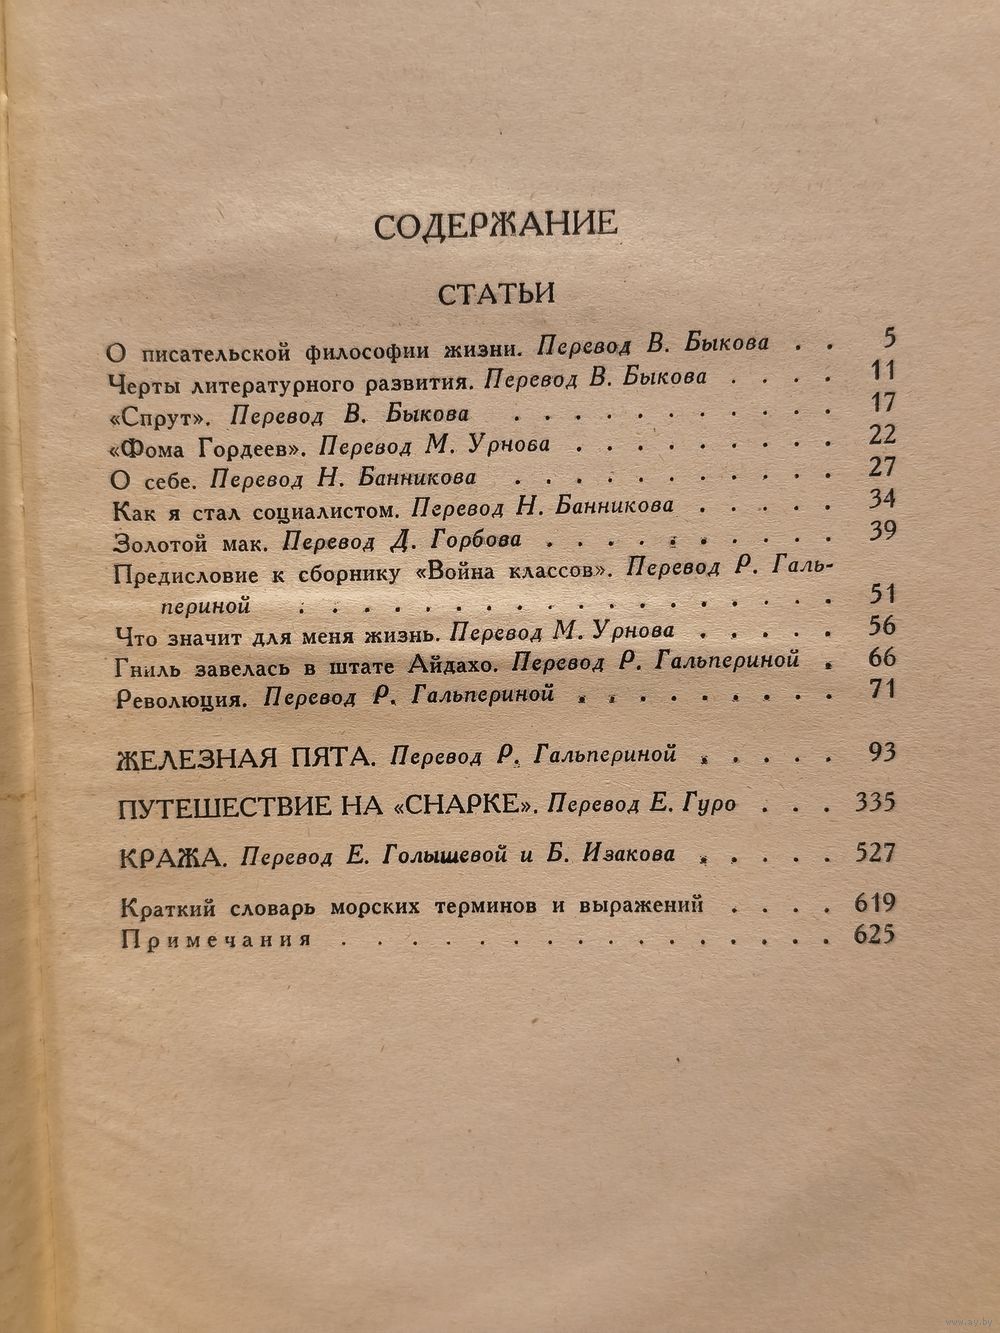 СОДЕРЖАНИЕ
СТАТЬИ
О писательской философии жизни. Перевод В. Быкова . . 5
Черты литературного развития. Перевод В. Быкова . . . . 11
«Спрут». Перевод В. Быкова . . . . . . . . . . . 17
«Фома Гордеев». Перевод М. Урнова . . . . . . . . . 22
О себе. Перевод Н. Банникова . . . . . . . . . . . 27
Как я стал социалистом. Перевод Н. Банникова . . . . . 34
Золотой мак. Перевод Д. Горбова . . . . . . . . . . 39
Предисловие к сборнику «Война классов». Перевод Р. Галь-
периной . . . . . . . . . . . . . . . . . 51
Что значит для меня жизнь. Перевод М. Урнова . . . . . 56
Гниль завелась в штате Айдахо. Перевод Р. Гальпериной . 66
Революция. Перевод Р. Гальпериной . . . . . . . . . 71
ЖЕЛЕЗНАЯ ПЯТА. Перевод Р. Гальпериной . . . . . 93
ПУТЕШЕСТВИЕ НА «СНАРКЕ». Перевод Е. Гуро . . . 335
КРАЖА. Перевод Е. Голышевой и Б. Изакова . . . . . 527
Краткий словарь морских терминов и выражений . . . . 619
Примечания . . . . . . . . . . . . . . . 625
www.ay.by